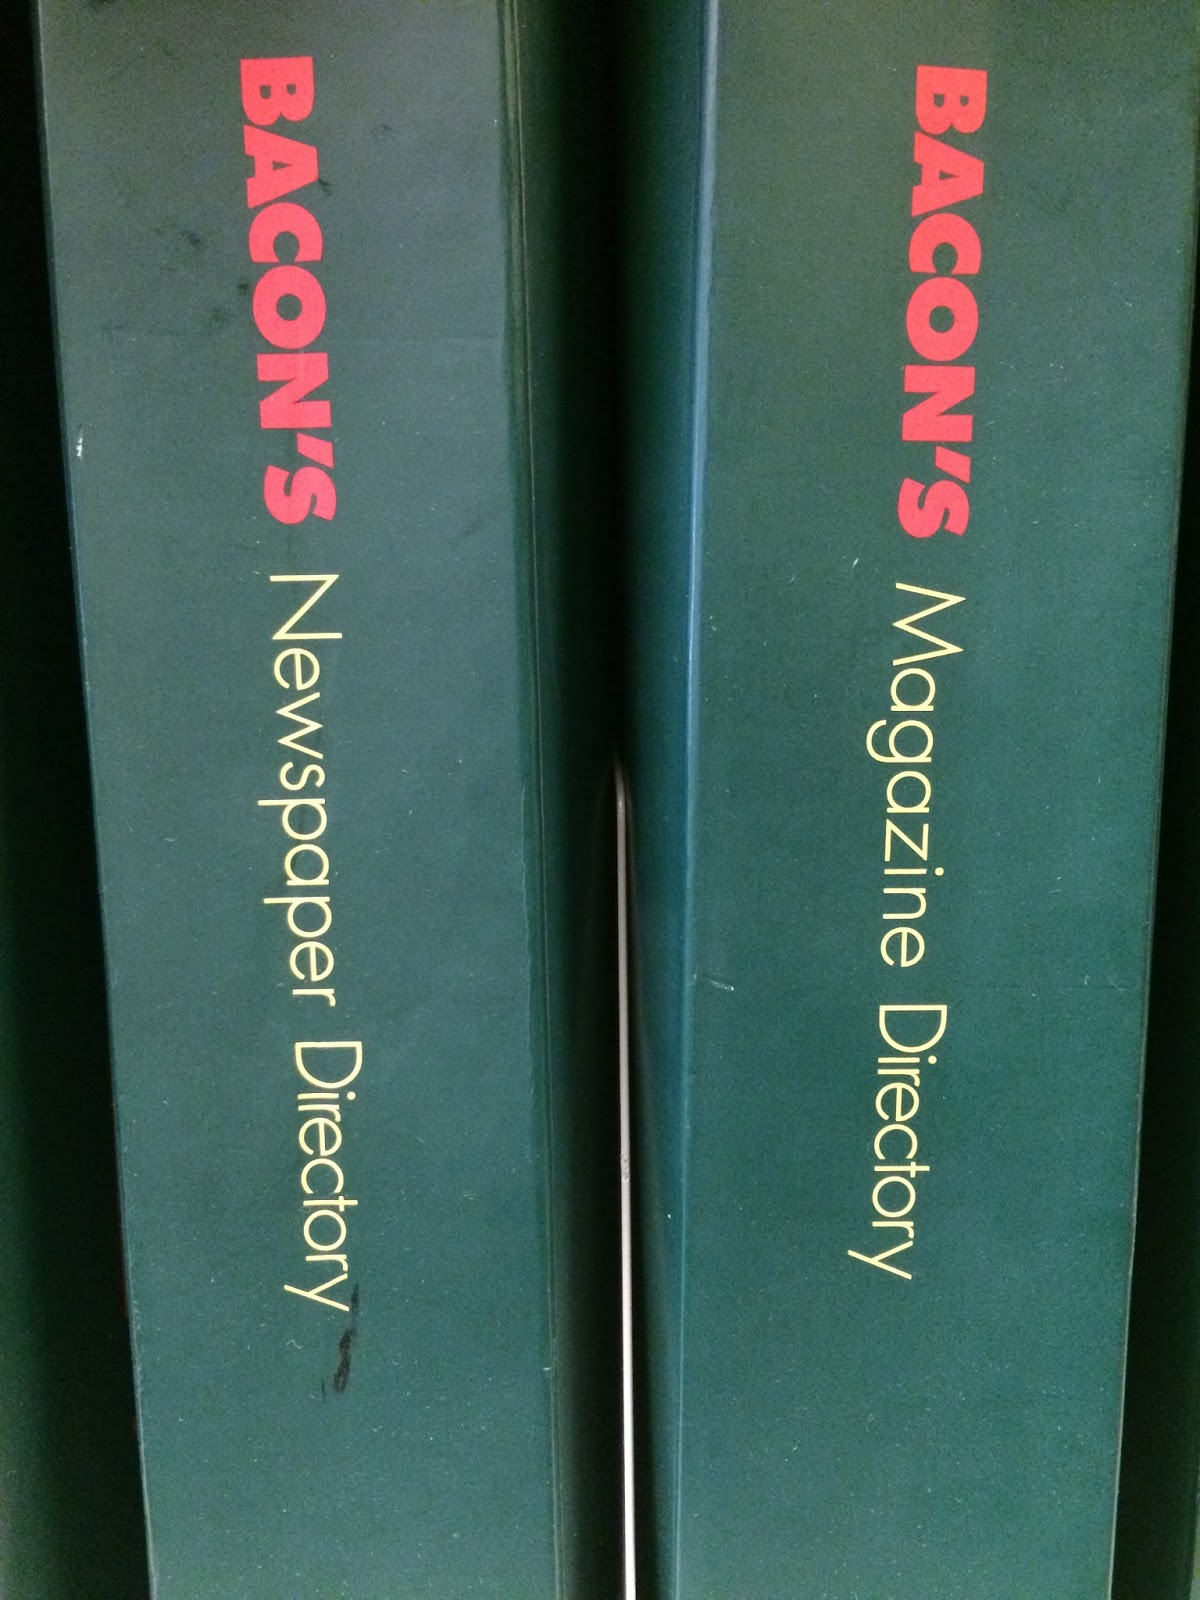 BACON'S Newspaper Directory
BACON'S Magazine Directory